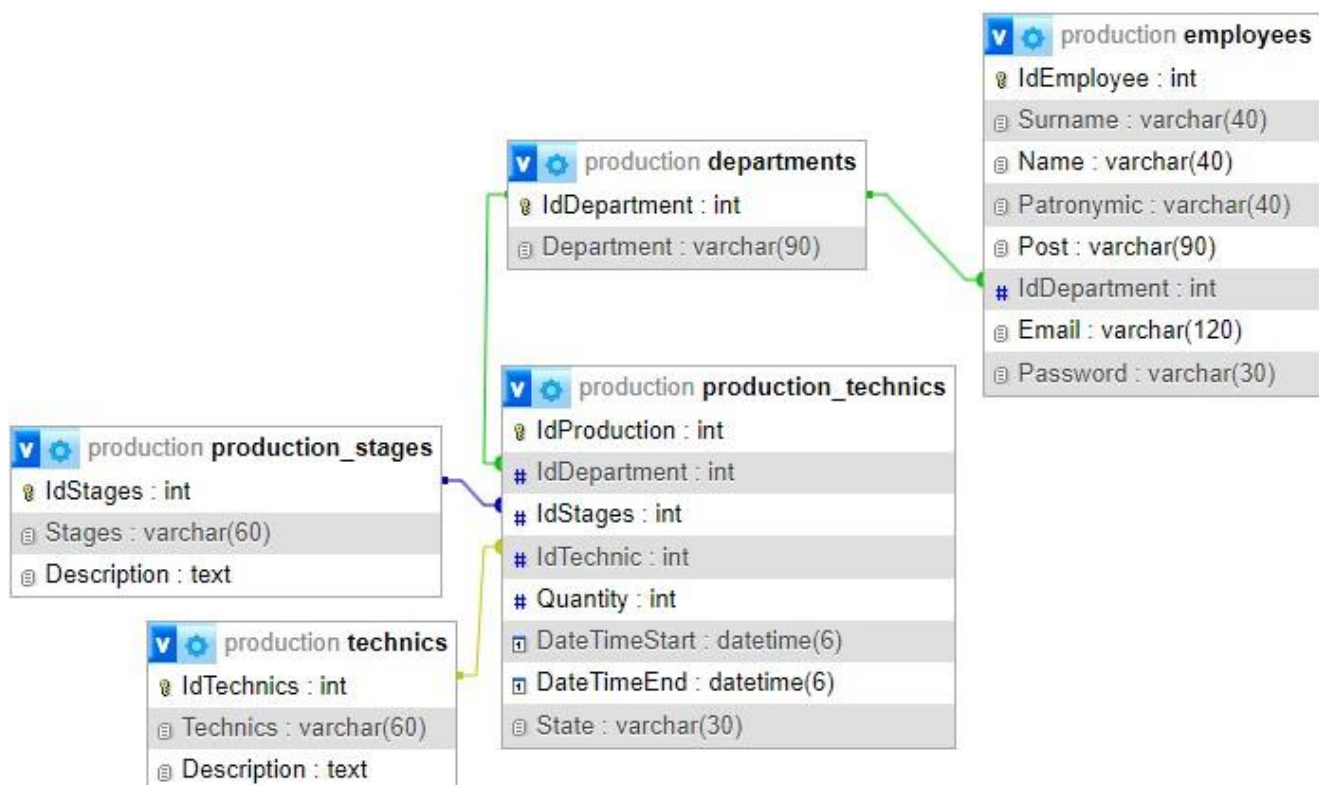 production employees
IdEmployee : int
Surname : varchar(40)
Name : varchar(40)
Patronymic : varchar(40)
Post : varchar(90)
# IdDepartment : int
Email : varchar(120)
Password : varchar(30)
production departments
IdDepartment : int
Department : varchar(90)
production production_technics
IdProduction : int
# IdDepartment : int
# IdStages : int
# IdTechnic : int
# Quantity : int
DateTimeStart : datetime(6)
DateTimeEnd : datetime(6)
State : varchar(30)
production production_stages
IdStages : int
Stages : varchar(60)
Description : text
production technics
IdTechnics : int
Technics : varchar(60)
Description : text